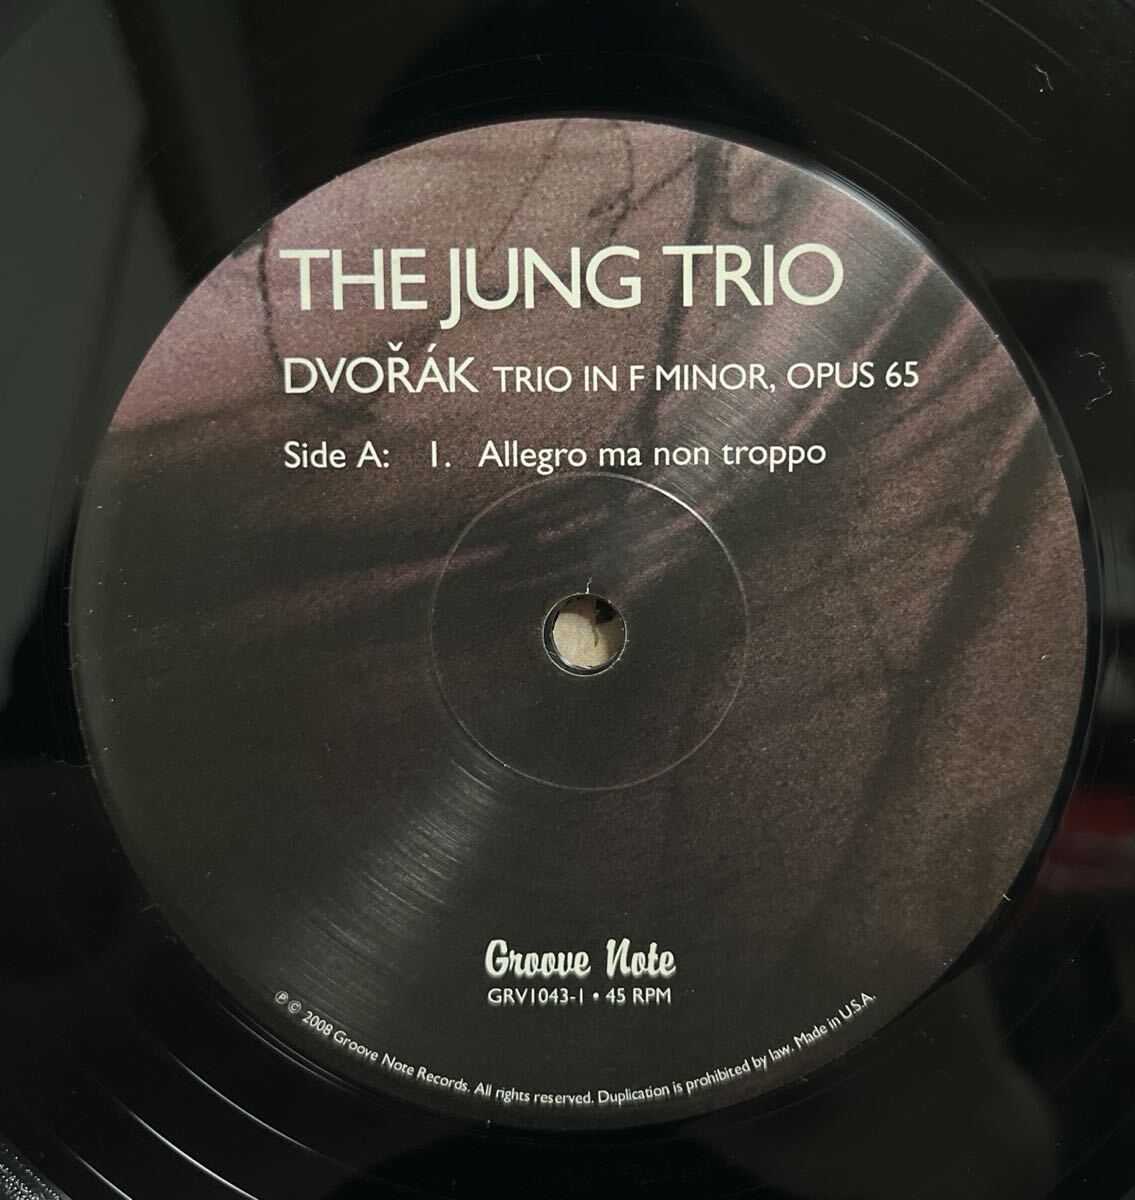 THE JUNG TRIO
DVOŘÁK TRIO IN F MINOR, OPUS 65
Side A: 1. Allegro ma non troppo
Groove Note
GRV1043-1 • 45 RPM
℗ © 2008 Groove Note Records. All rights reserved. Duplication is prohibited by law. Made in U.S.A.